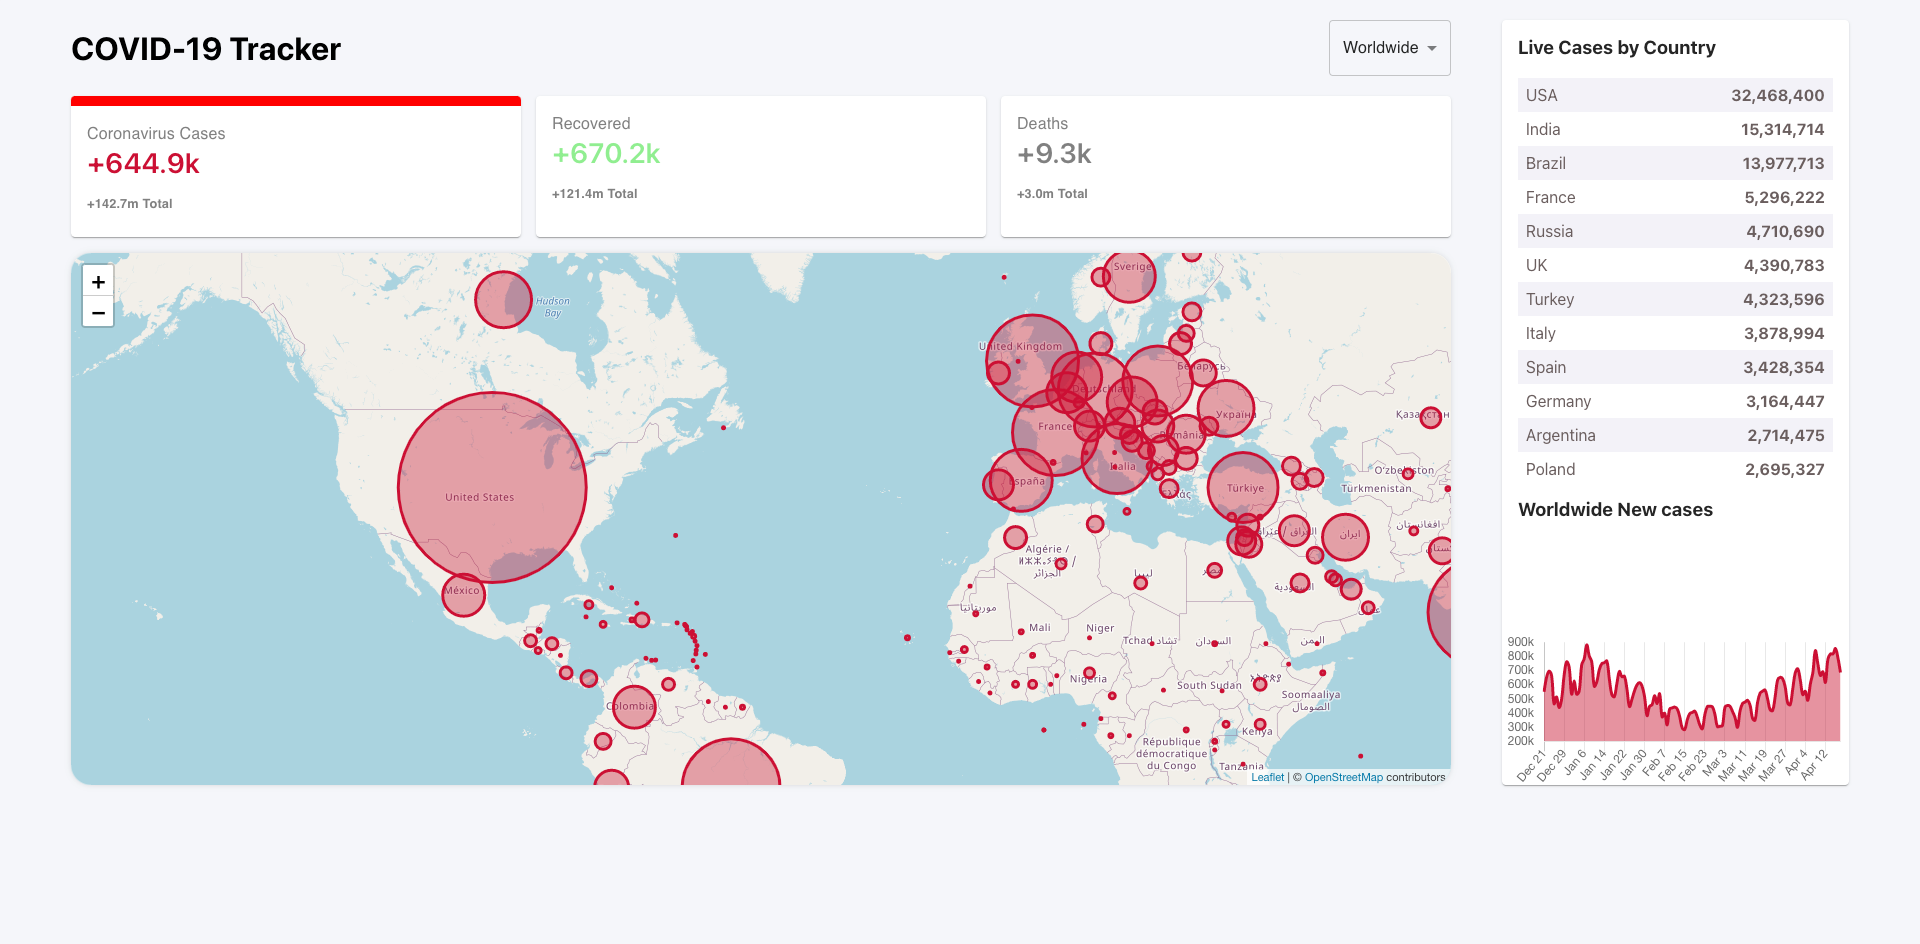 COVID-19 Tracker
Worldwide
Coronavirus Cases
+644.9k
+142.7m Total
Recovered
+670.2k
+121.4m Total
Deaths
+9.3k
+3.0m Total
+
−
Hudson
Bay
United States
México
Colombia
Sverige
United Kingdom
Deutschland
Беларусь
Україна
France
România
Italia
España
Türkiye
Ελλάς
Қазақстан
O'zbekiston
Türkmenistan
افغانستان
ایران
Algérie /
الجزائر
ليبيا
مصر
السعودية
عمان
موريتانيا
Mali
Niger
Tchad تشاد
السودان
اليمن
Nigeria
South Sudan
Soomaaliya
الصومال
Kenya
République
démocratique
du Congo
Tanzania
Leaflet | © OpenStreetMap contributors
Live Cases by Country
USA 32,468,400
India 15,314,714
Brazil 13,977,713
France 5,296,222
Russia 4,710,690
UK 4,390,783
Turkey 4,323,596
Italy 3,878,994
Spain 3,428,354
Germany 3,164,447
Argentina 2,714,475
Poland 2,695,327
Worldwide New cases
900k
800k
700k
600k
500k
400k
300k
200k
Dec 21
Dec 29
Jan 6
Jan 14
Jan 22
Jan 30
Feb 7
Feb 15
Feb 23
Mar 3
Mar 11
Mar 19
Mar 27
Apr 4
Apr 12